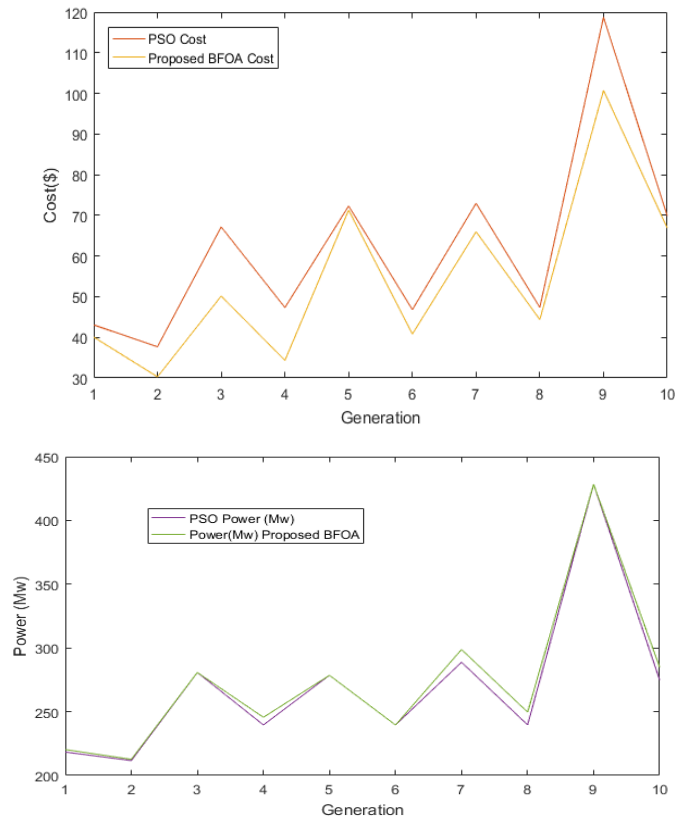 120
110
100
90
80
70
60
50
40
30
Cost($)
PSO Cost
Proposed BFOA Cost
1 2 3 4 5 6 7 8 9 10
Generation
450
400
350
300
250
200
Power (Mw)
PSO Power (Mw)
Power(Mw) Proposed BFOA
1 2 3 4 5 6 7 8 9 10
Generation